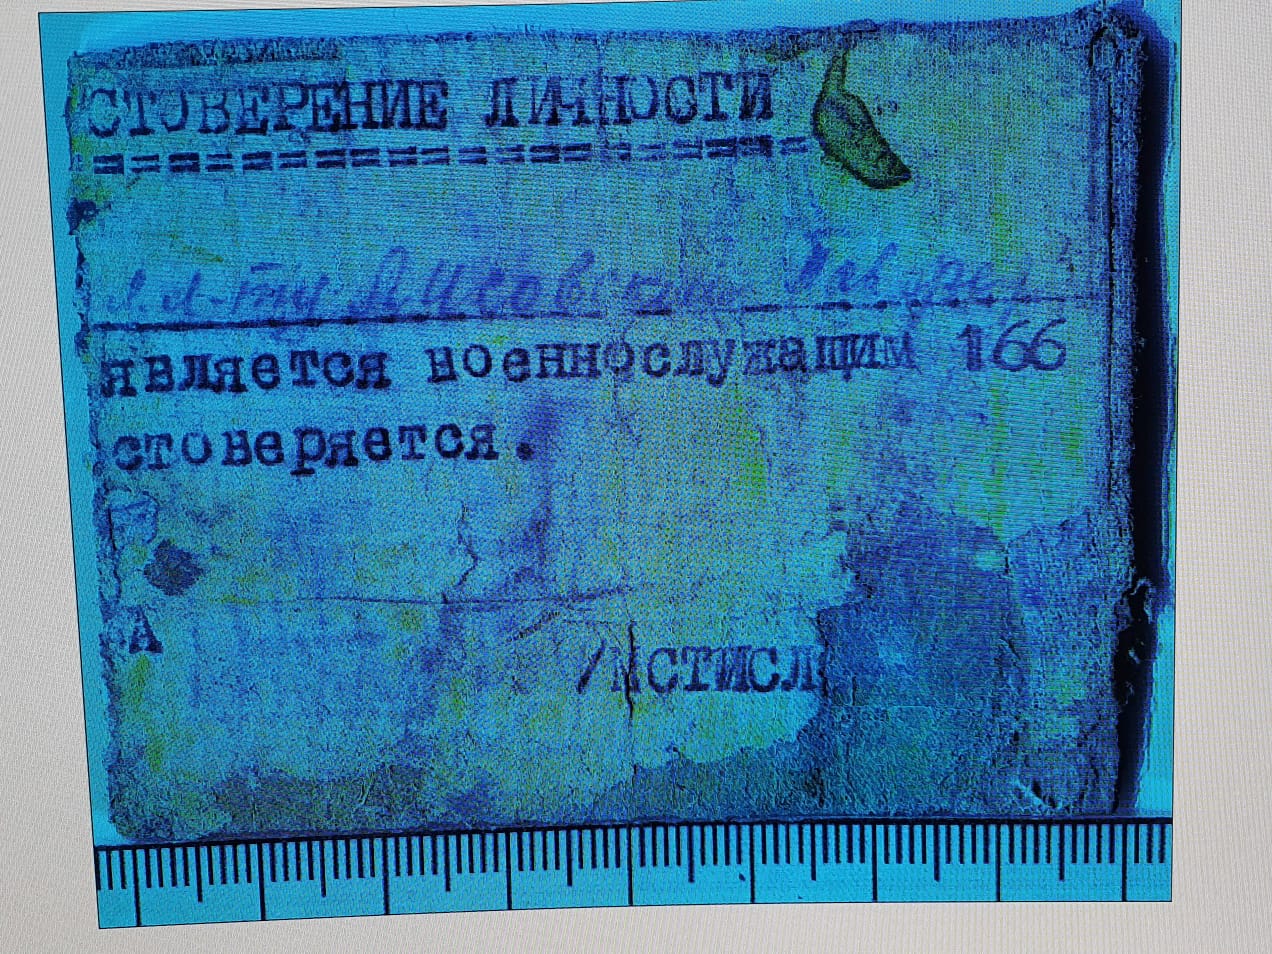 СТОВЕРЕНИЕ ЛИЧНОСТИ
является военнослужащим 166
стоверяется.
А
/МСТИСЛ